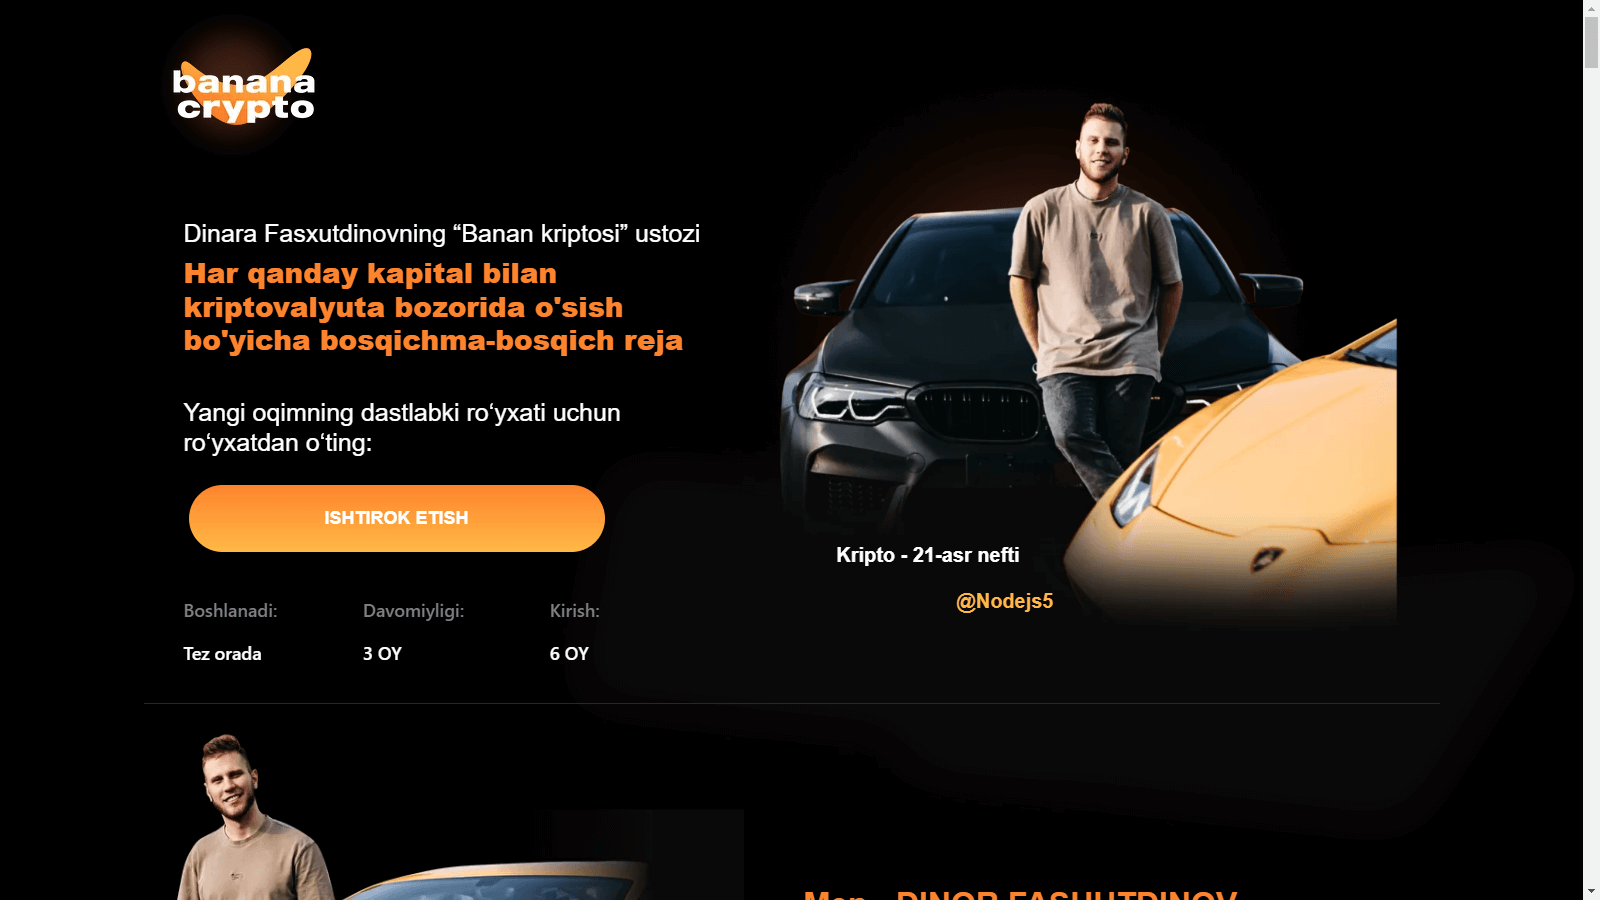 banana
crypto
Dinara Fasxutdinovning “Banan kriptosi” ustozi
Har qanday kapital bilan
kriptovalyuta bozorida o'sish
bo'yicha bosqichma-bosqich reja
Yangi oqimning dastlabki ro‘yxati uchun
ro‘yxatdan o‘ting:
ISHTIROK ETISH
Kripto - 21-asr nefti
@Nodejs5
Boshlanadi:
Davomiyligi:
Kirish:
Tez orada
3 OY
6 OY